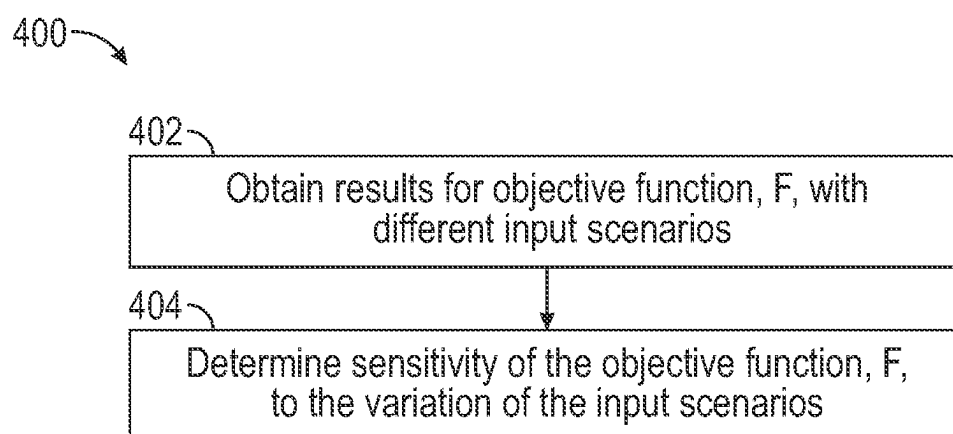 400
402
Obtain results for objective function, F, with
different input scenarios
404
Determine sensitivity of the objective function, F,
to the variation of the input scenarios